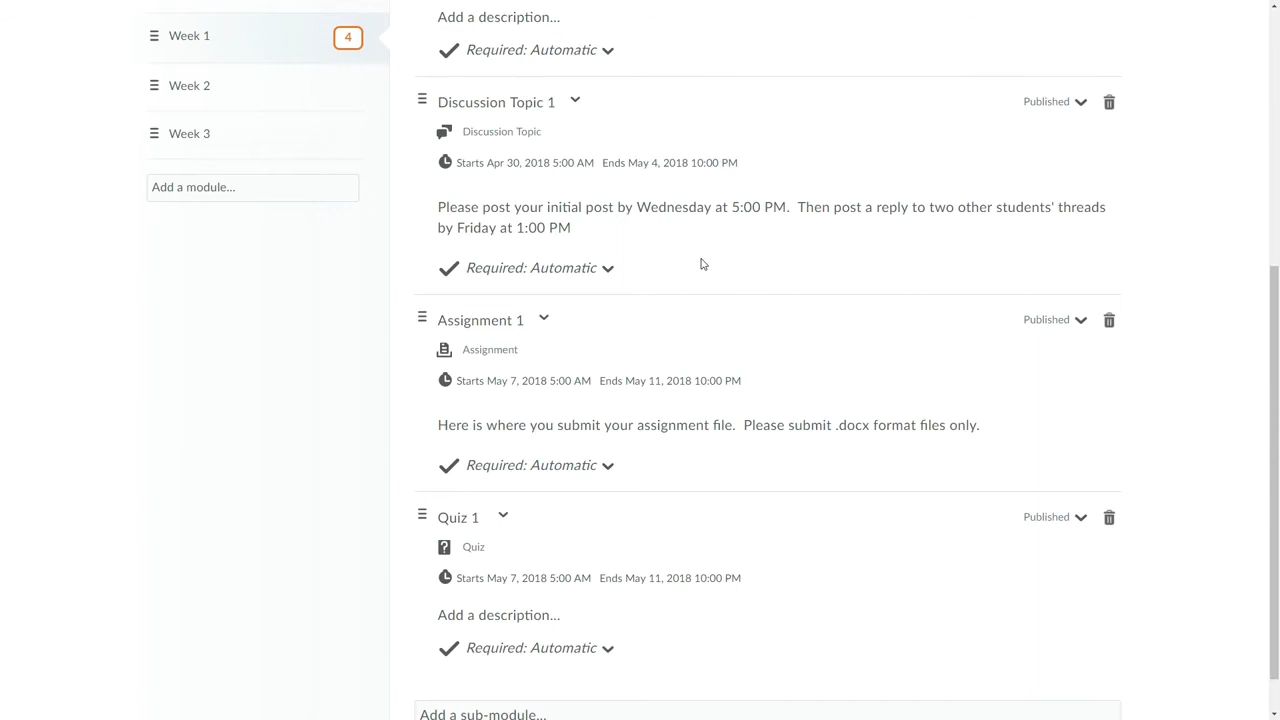 Week 1
4
Week 2
Week 3
Add a module...
Add a description...
Required: Automatic
Discussion Topic 1
Published
Discussion Topic
Starts Apr 30, 2018 5:00 AM Ends May 4, 2018 10:00 PM
Please post your initial post by Wednesday at 5:00 PM. Then post a reply to two other students' threads
by Friday at 1:00 PM
Required: Automatic
Assignment 1
Published
Assignment
Starts May 7, 2018 5:00 AM Ends May 11, 2018 10:00 PM
Here is where you submit your assignment file. Please submit .docx format files only.
Required: Automatic
Quiz 1
Published
Quiz
Starts May 7, 2018 5:00 AM Ends May 11, 2018 10:00 PM
Add a description...
Required: Automatic
Add a sub-module...